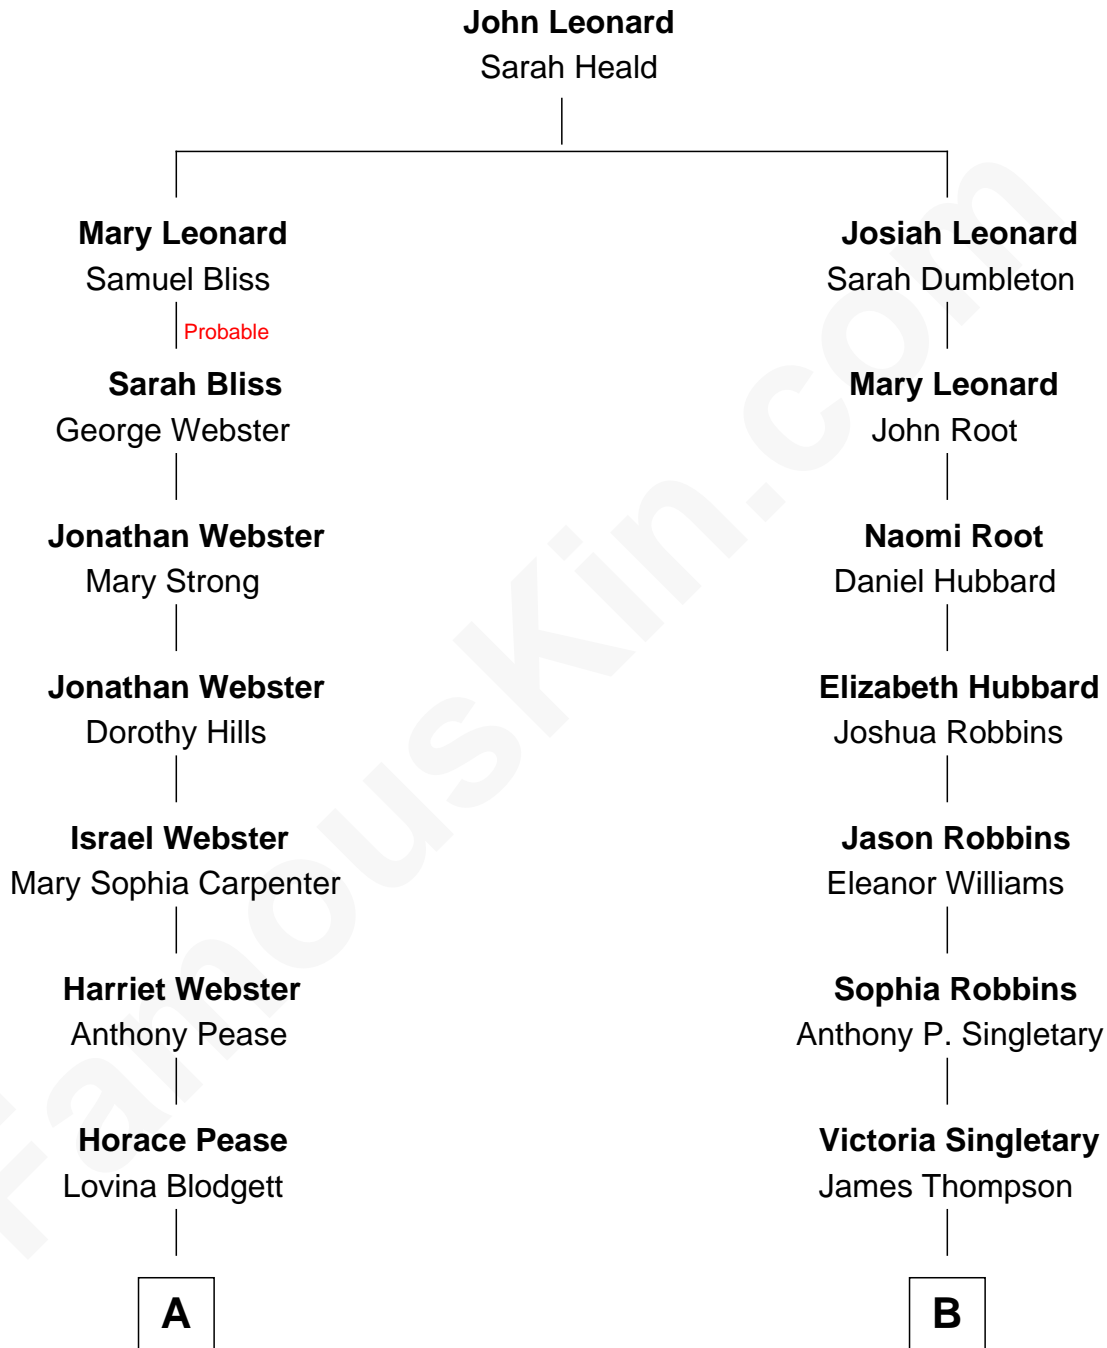 John Leonard
Sarah Heald
Mary Leonard
Samuel Bliss
Probable
Sarah Bliss
George Webster
Jonathan Webster
Mary Strong
Jonathan Webster
Dorothy Hills
Israel Webster
Mary Sophia Carpenter
Harriet Webster
Anthony Pease
Horace Pease
Lovina Blodgett
A
Josiah Leonard
Sarah Dumbleton
Mary Leonard
John Root
Naomi Root
Daniel Hubbard
Elizabeth Hubbard
Joshua Robbins
Jason Robbins
Eleanor Williams
Sophia Robbins
Anthony P. Singletary
Victoria Singletary
James Thompson
B
FamousKin.com